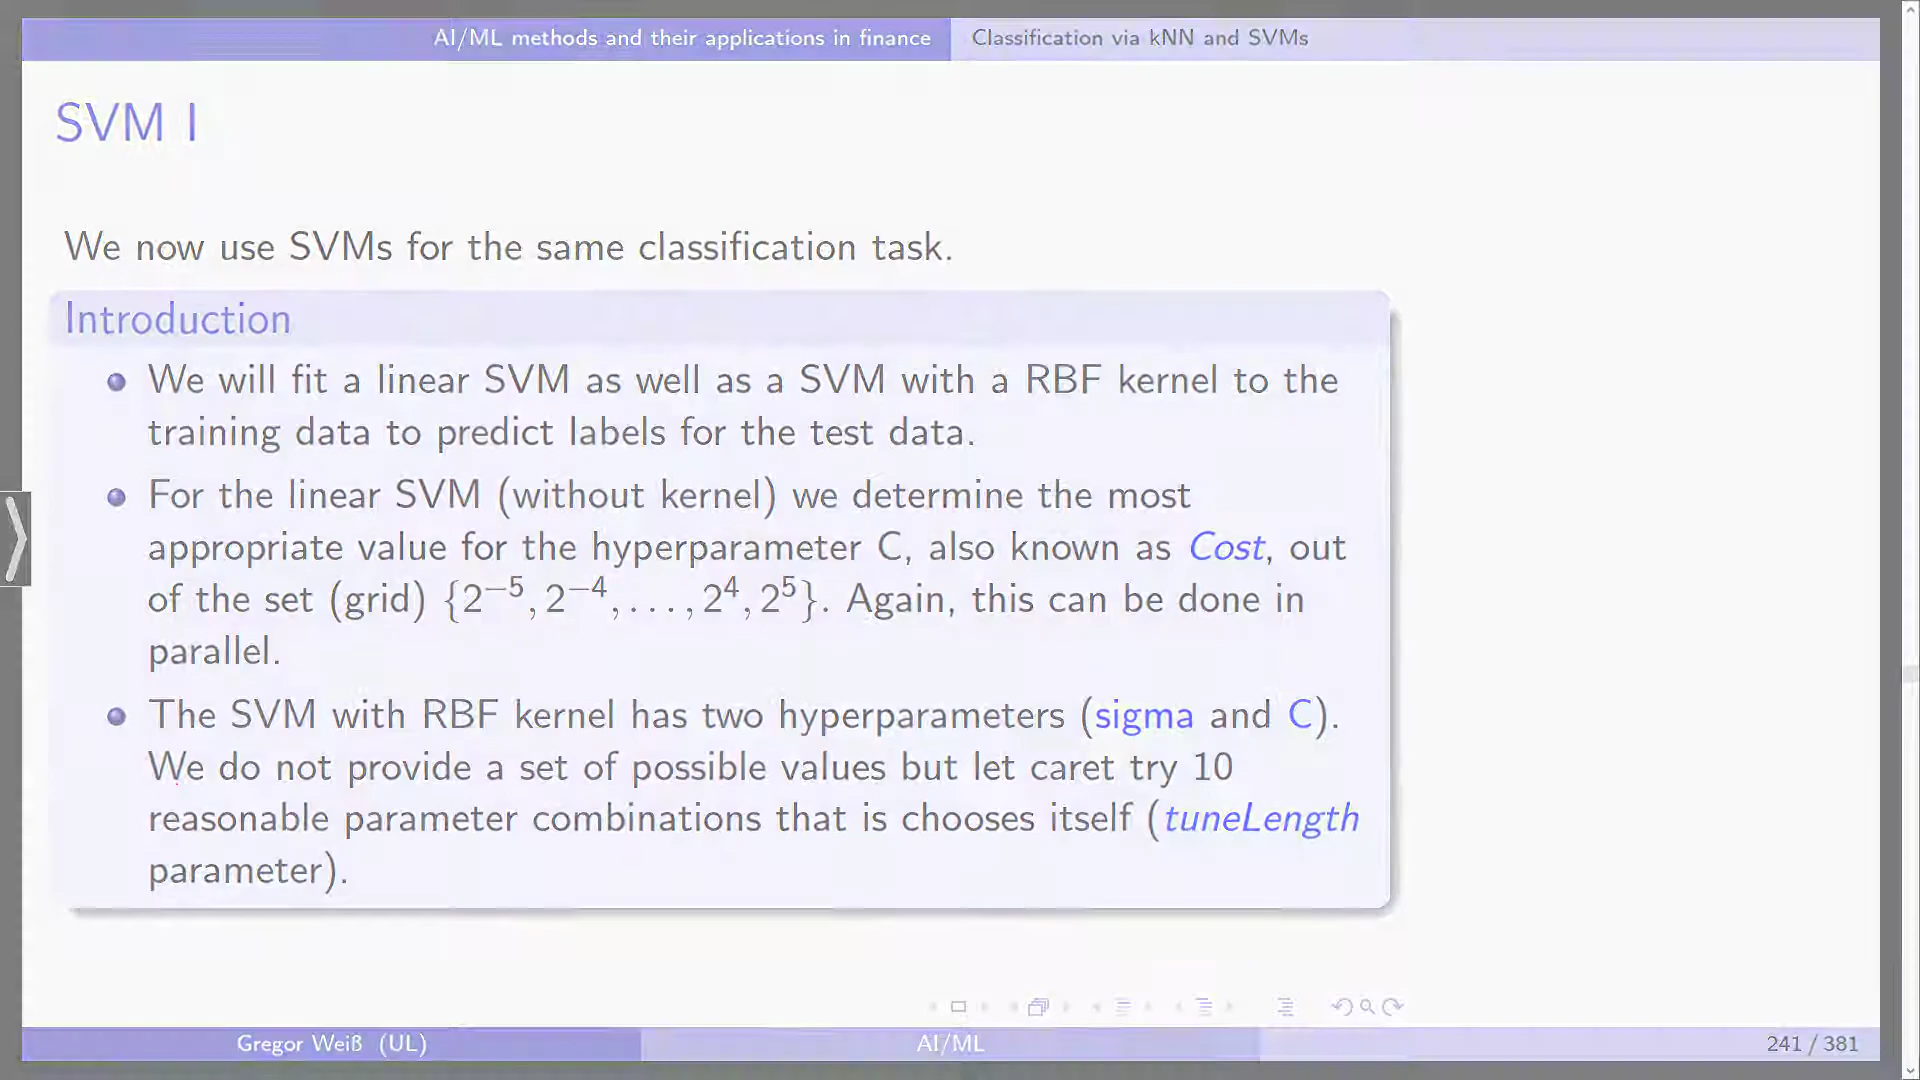 AI/ML methods and their applications in finance Classification via kNN and SVMs
SVM I
We now use SVMs for the same classification task.
Introduction
We will fit a linear SVM as well as a SVM with a RBF kernel to the
training data to predict labels for the test data.
For the linear SVM (without kernel) we determine the most
appropriate value for the hyperparameter C, also known as Cost, out
of the set (grid) {2⁻⁵, 2⁻⁴, . . . , 2⁴, 2⁵}. Again, this can be done in
parallel.
The SVM with RBF kernel has two hyperparameters (sigma and C).
We do not provide a set of possible values but let caret try 10
reasonable parameter combinations that is chooses itself (tuneLength
parameter).
Gregor Weiß (UL) AI/ML 241 / 381